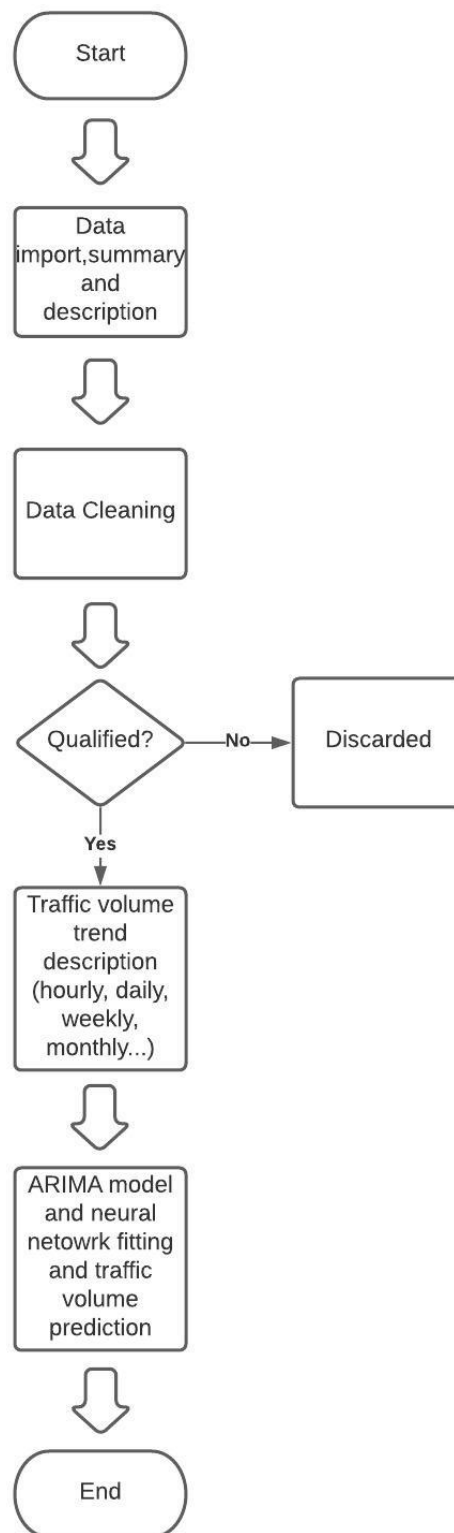 Start
Data
import,summary
and
description
Data Cleaning
Qualified?
No
Discarded
Yes
Traffic volume
trend
description
(hourly, daily,
weekly,
monthly...)
ARIMA model
and neural
netowrk fitting
and traffic
volume
prediction
End